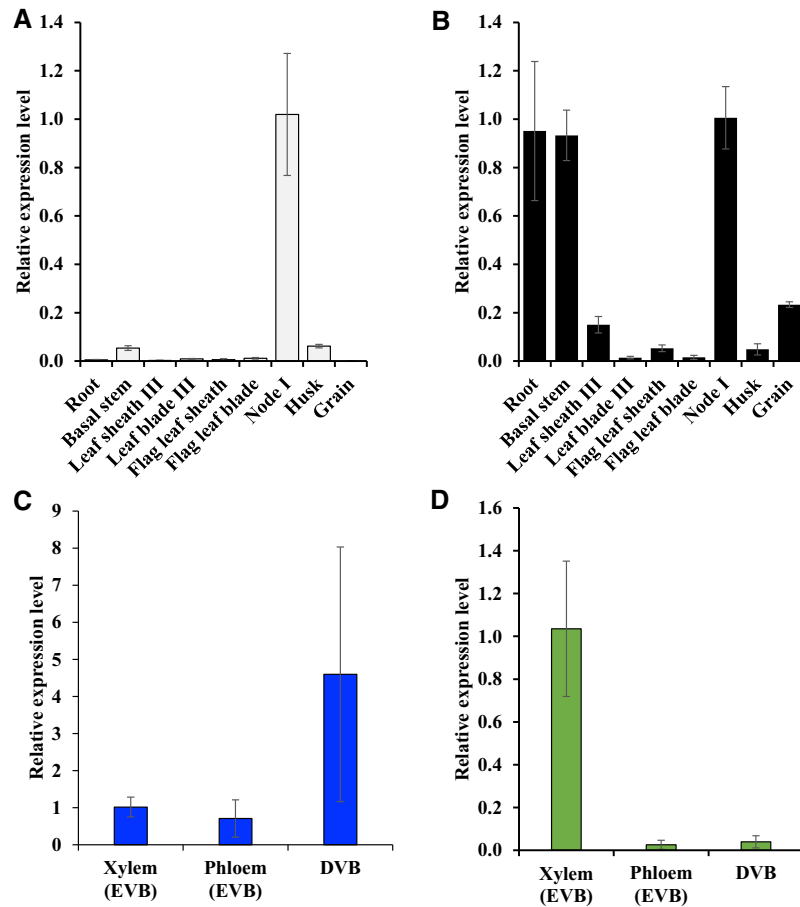 A
Relative expression level
1.4
1.2
1.0
0.8
0.6
0.4
0.2
0.0
Root
Basal stem
Leaf sheath III
Leaf blade III
Flag leaf sheath
Flag leaf blade
Node I
Husk
Grain
B
Relative expression level
1.4
1.2
1.0
0.8
0.6
0.4
0.2
0.0
Root
Basal stem
Leaf sheath III
Leaf blade III
Flag leaf sheath
Flag leaf blade
Node I
Husk
Grain
C
Relative expression level
9
8
7
6
5
4
3
2
1
0
Xylem
(EVB)
Phloem
(EVB)
DVB
D
Relative expression level
1.6
1.4
1.2
1.0
0.8
0.6
0.4
0.2
0.0
Xylem
(EVB)
Phloem
(EVB)
DVB